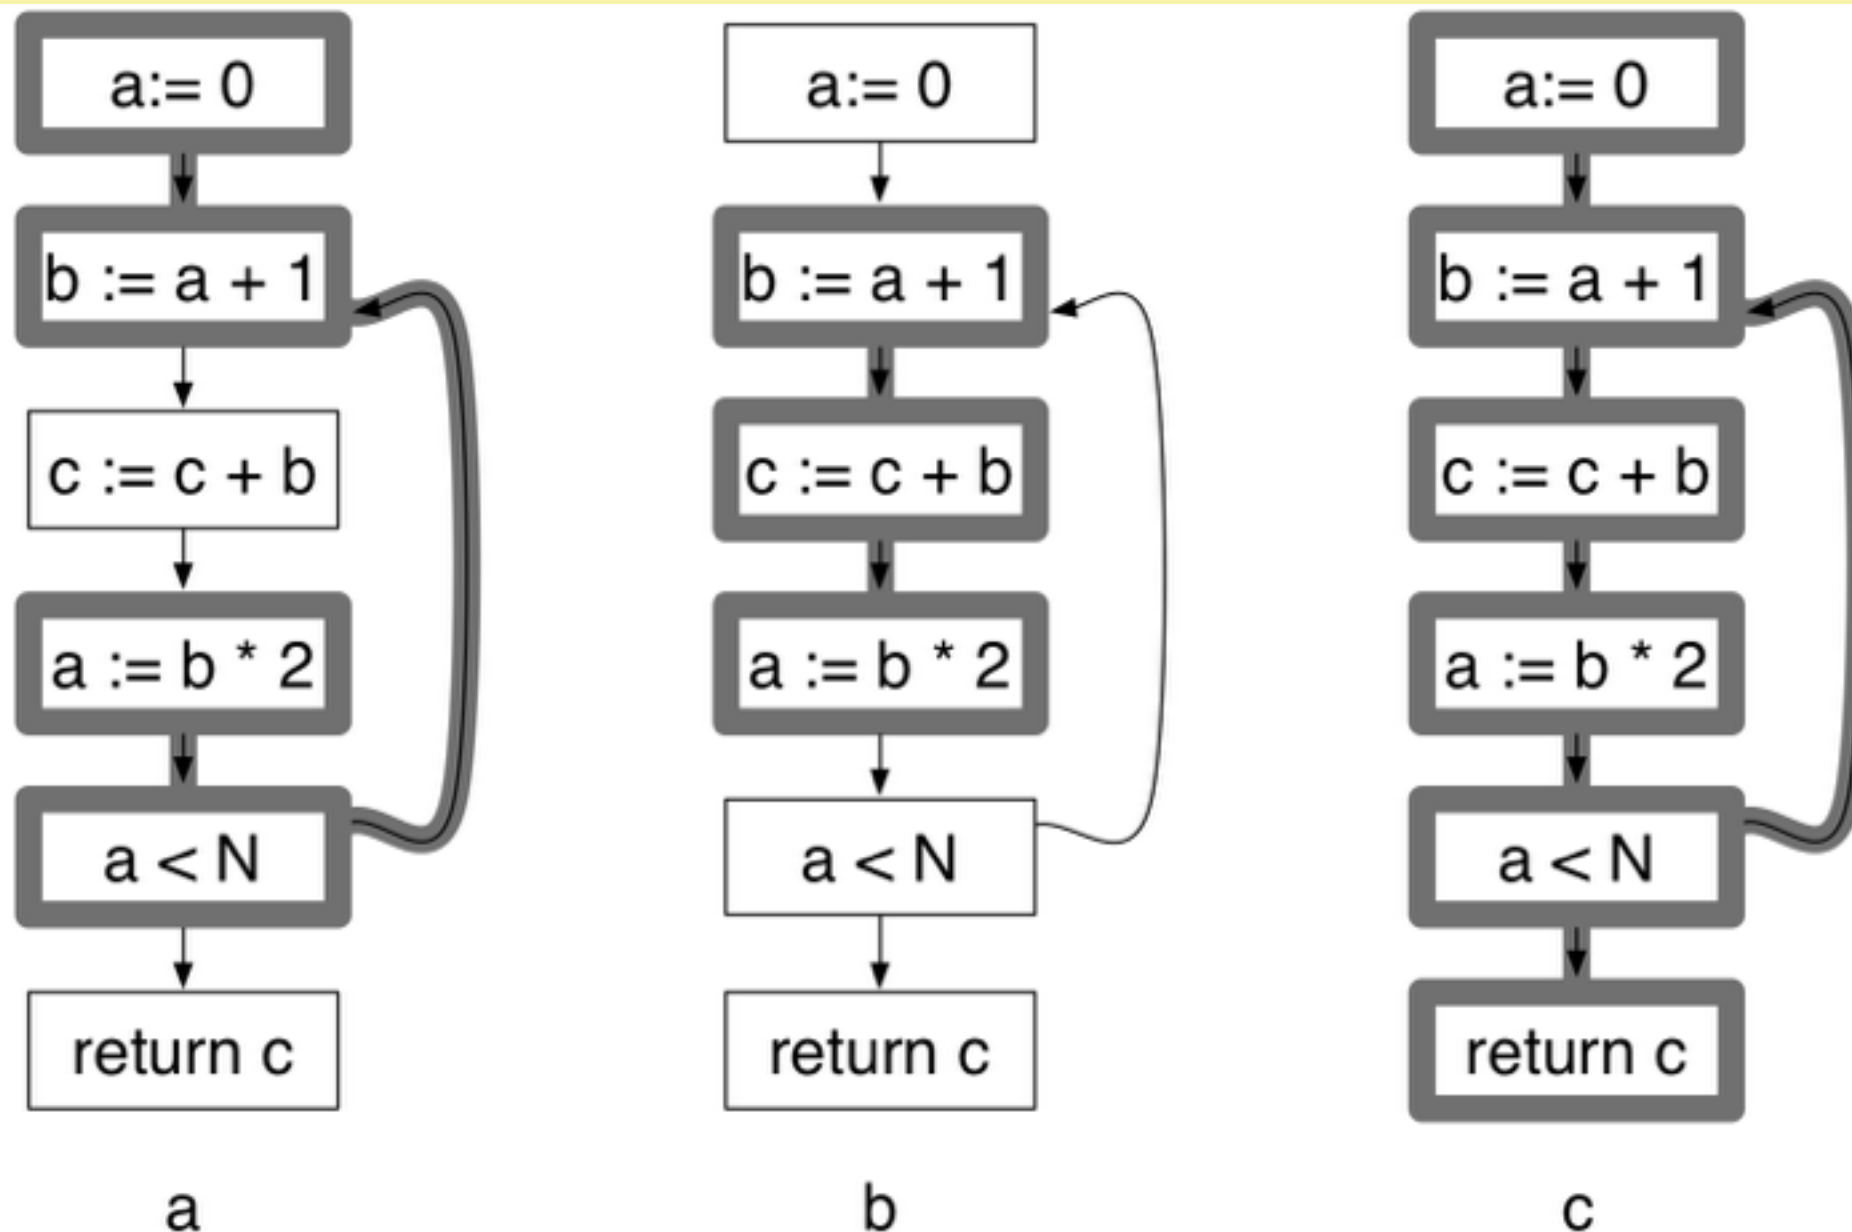 a:= 0
b := a + 1
c := c + b
a := b * 2
a < N
return c
a
a:= 0
b := a + 1
c := c + b
a := b * 2
a < N
return c
b
a:= 0
b := a + 1
c := c + b
a := b * 2
a < N
return c
c